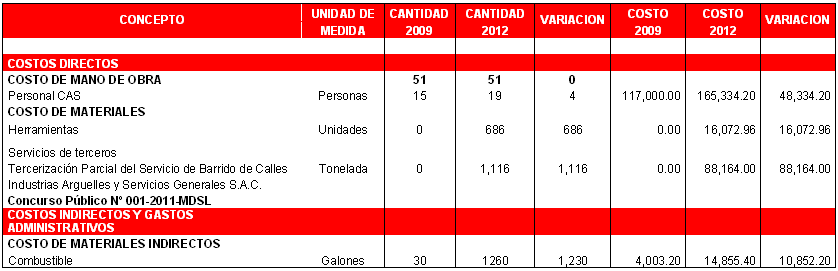 CONCEPTO UNIDAD DE MEDIDA CANTIDAD 2009 CANTIDAD 2012 VARIACION COSTO 2009 COSTO 2012 VARIACION
COSTOS DIRECTOS
COSTO DE MANO DE OBRA 51 51 0
Personal CAS Personas 15 19 4 117,000.00 165,334.20 48,334.20
COSTO DE MATERIALES
Herramientas Unidades 0 686 686 0.00 16,072.96 16,072.96
Servicios de terceros
Tercerización Parcial del Servicio de Barrido de Calles Tonelada 0 1,116 1,116 0.00 88,164.00 88,164.00
Industrias Arguelles y Servicios Generales S.A.C.
Concurso Público N° 001-2011-MDSL
COSTOS INDIRECTOS Y GASTOS
ADMINISTRATIVOS
COSTO DE MATERIALES INDIRECTOS
Combustible Galones 30 1260 1,230 4,003.20 14,855.40 10,852.20